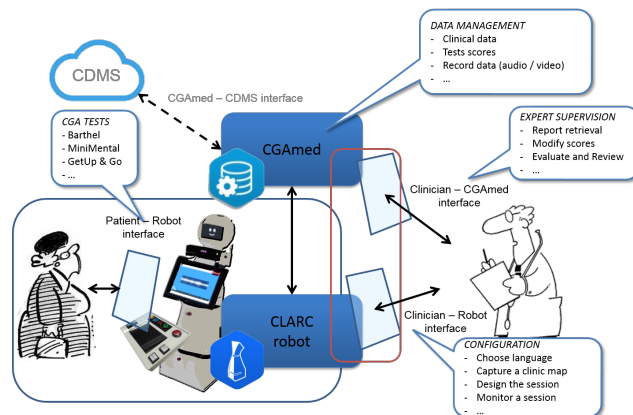 DATA MANAGEMENT
- Clinical data
- Tests scores
- Record data (audio / video)
- ...
CDMS
CGAmed – CDMS interface
CGA TESTS
- Barthel
- MiniMental
- GetUp & Go
- ...
CGAmed
EXPERT SUPERVISION
- Report retrieval
- Modify scores
- Evaluate and Review
- ...
Clinician – CGAmed
interface
Patient – Robot
interface
CLARC
robot
Clinician – Robot
interface
CONFIGURATION
- Choose language
- Capture a clinic map
- Design the session
- Monitor a session
- ...